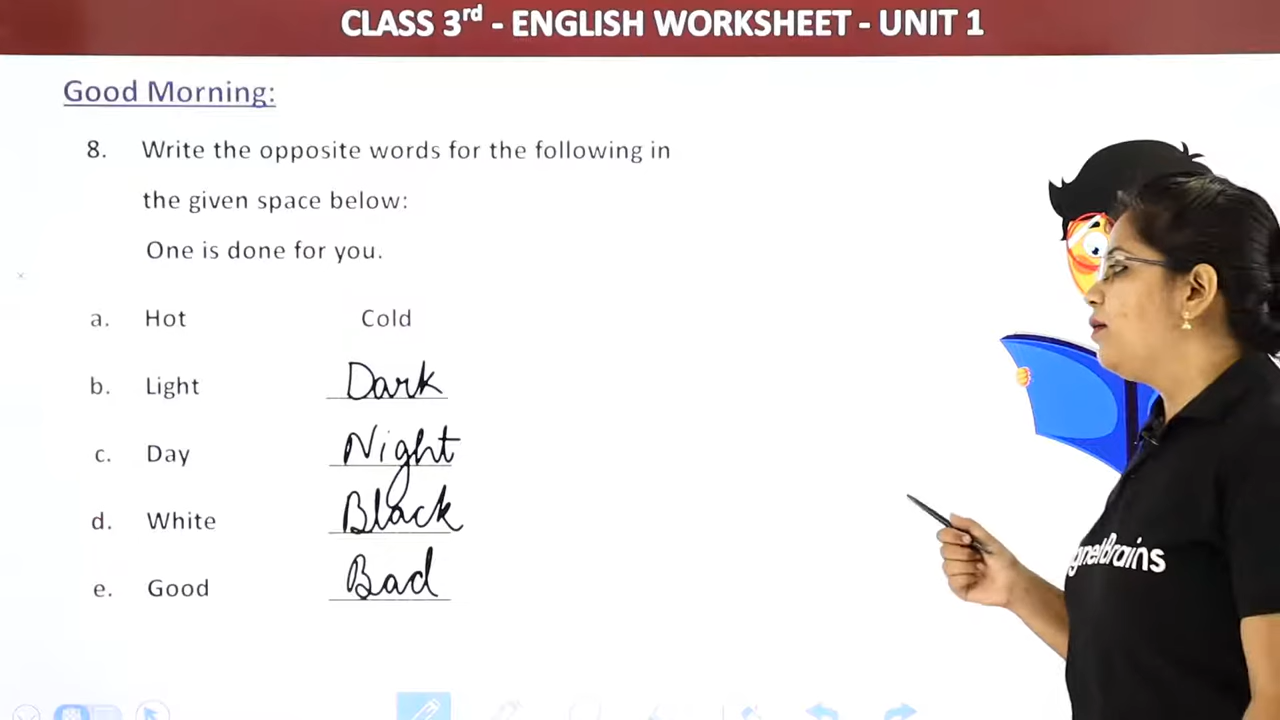 CLASS 3rd - ENGLISH WORKSHEET - UNIT 1
Good Morning:
8. Write the opposite words for the following in
the given space below:
One is done for you.
a. Hot Cold
b. Light Dark
c. Day Night
d. White Black
e. Good Bad
gnetBrains